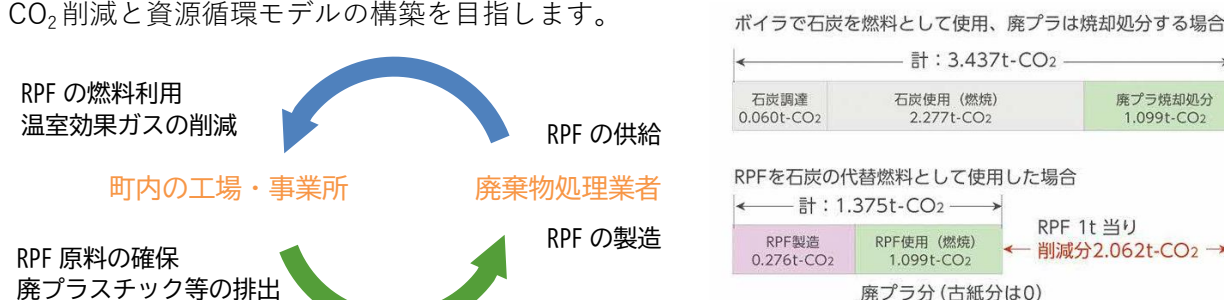 CO₂削減と資源循環モデルの構築を目指します。
RPF の燃料利用
温室効果ガスの削減
RPF の供給
町内の工場・事業所
廃棄物処理業者
RPF の製造
RPF 原料の確保
廃プラスチック等の排出
ボイラで石炭を燃料として使用、廃プラは焼却処分する場合
計：3.437t-CO2
石炭調達
0.060t-CO2
石炭使用（燃焼）
2.277t-CO2
廃プラ焼却処分
1.099t-CO2
RPFを石炭の代替燃料として使用した場合
計：1.375t-CO2
RPF製造
0.276t-CO2
RPF使用（燃焼）
1.099t-CO2
RPF 1t 当り
削減分2.062t-CO2
廃プラ分（古紙分は0）